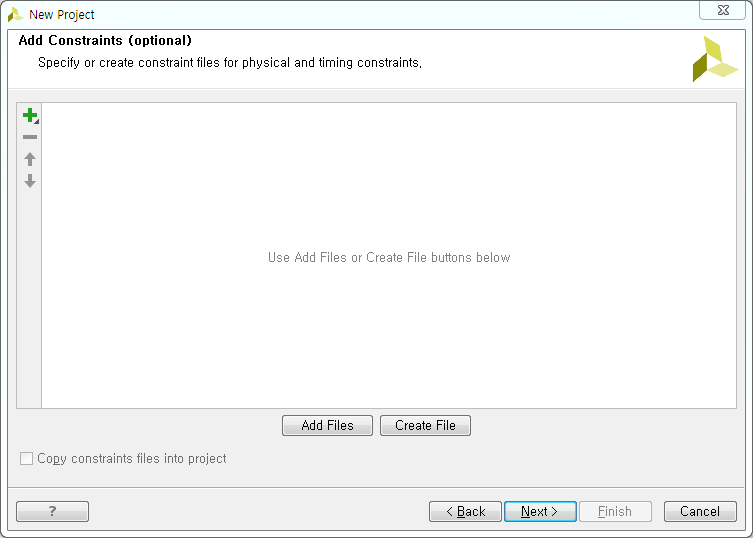 New Project
Add Constraints (optional)
Specify or create constraint files for physical and timing constraints.
Use Add Files or Create File buttons below
Add Files
Create File
Copy constraints files into project
?
< Back
Next >
Finish
Cancel